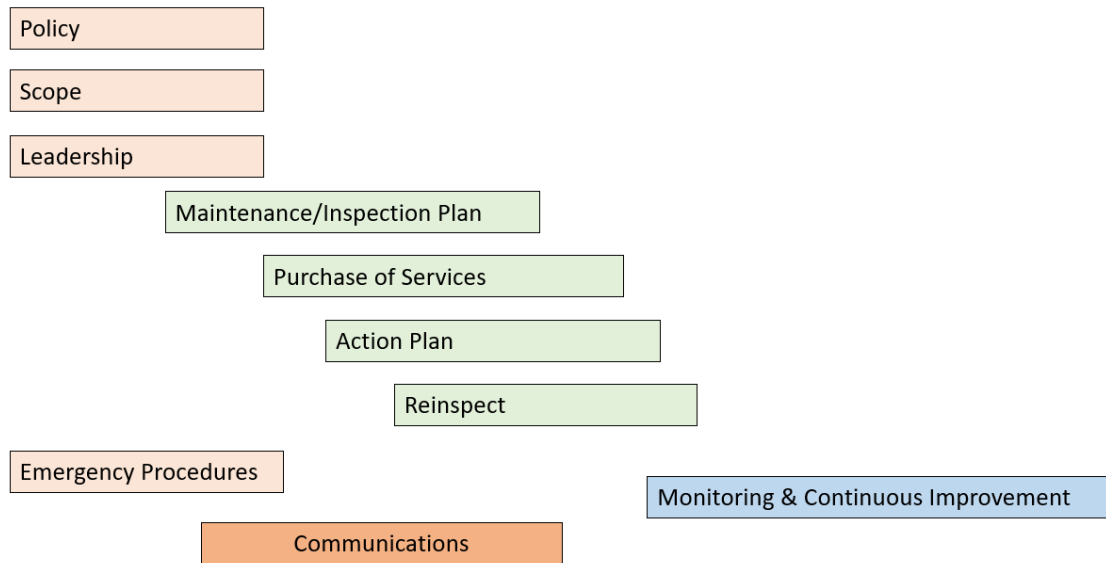 Policy
Scope
Leadership
Maintenance/Inspection Plan
Purchase of Services
Action Plan
Reinspect
Emergency Procedures
Monitoring & Continuous Improvement
Communications